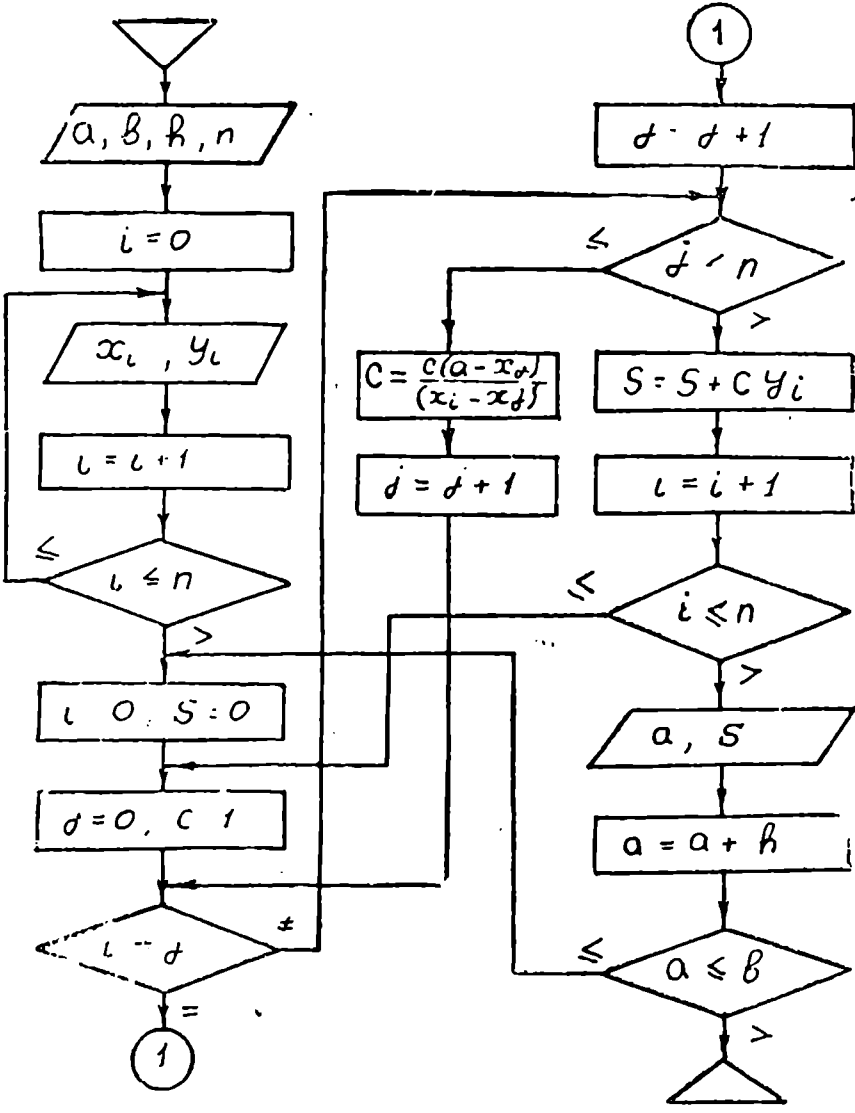 a, b, h, n
i = 0
x_i, y_i
i = i + 1
≤
i ≤ n
>
i 0, S = 0
j = 0, C 1
i - j
≠
=
1
C = c(a - x_j) / (x_i - x_j)
j = j + 1
1
j - j + 1
≤
j n
>
S = S + C y_i
i = i + 1
≤
i ≤ n
>
a, S
a = a + h
≤
a ≤ b
>